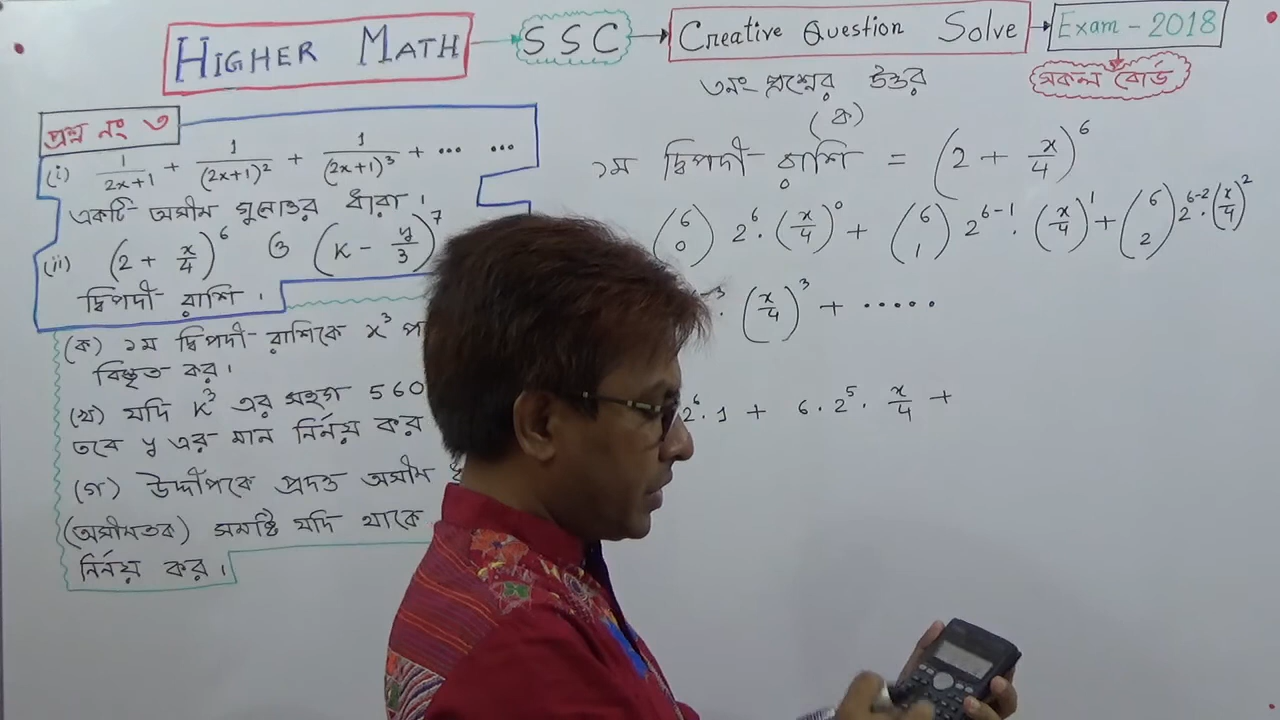 HIGHER MATH → SSC → Creative Question Solve → Exam - 2018
সকল বোর্ড
প্রশ্ন নং ৩
(i) 1/(2x+1) + 1/(2x+1)² + 1/(2x+1)³ + ... ...
একটি অসীম গুনোত্তর ধারা।
(ii) (2 + x/4)⁶ ও (K - y/3)⁷
দ্বিপদী রাশি।
(ক) ১ম দ্বিপদী রাশিকে x³
বিস্তৃত কর।
(খ) যদি K³ এর সহগ 560
তবে y এর মান নির্নয় কর
(গ) উদ্দীপকে প্রদত্ত অসীম
(অসীমতক) সমষ্টি যদি থাকে
নির্নয় কর।
৩নং প্রশ্নের উত্তর
(ক)
১ম দ্বিপদী রাশি = (2 + x/4)⁶
(6 0) 2⁶ · (x/4)⁰ + (6 1) 2⁶⁻¹ · (x/4)¹ + (6 2) 2⁶⁻² · (x/4)²
⁻³ · (x/4)³ + .....
2⁶ · 1 + 6 · 2⁵ · x/4 +